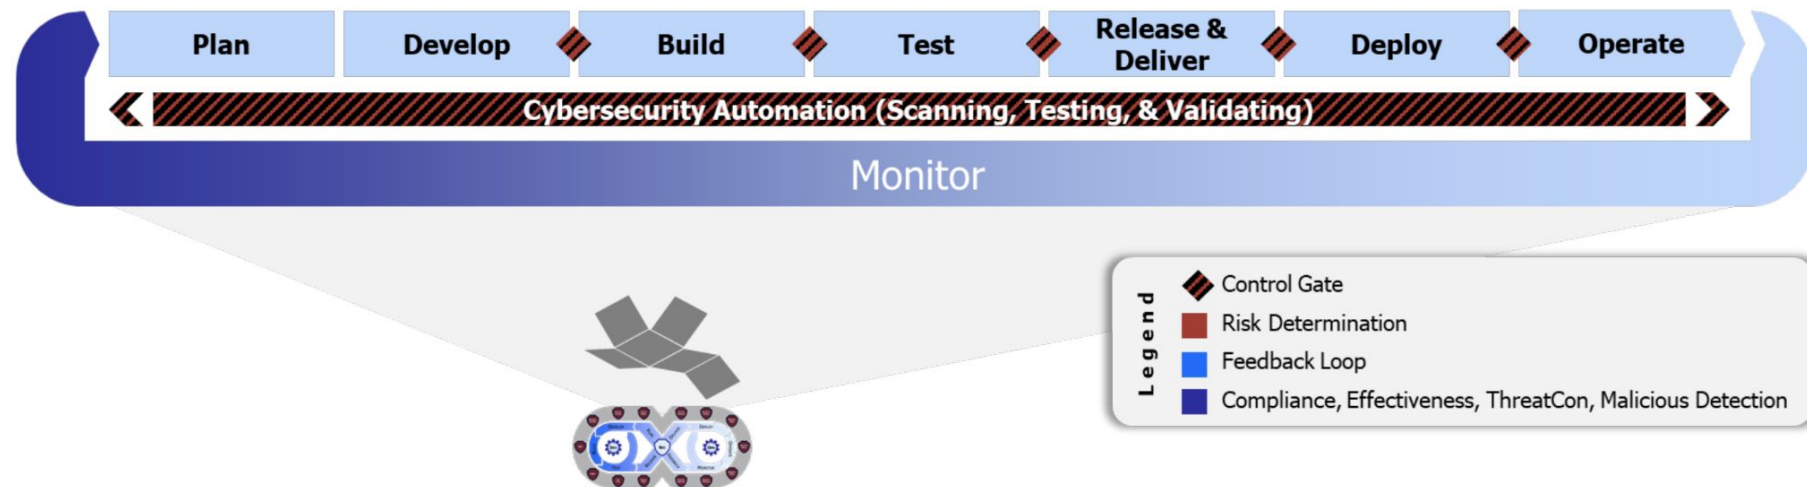 Plan
Develop
Build
Test
Release &
Deliver
Deploy
Operate
Cybersecurity Automation (Scanning, Testing, & Validating)
Monitor
Legend
Control Gate
Risk Determination
Feedback Loop
Compliance, Effectiveness, ThreatCon, Malicious Detection